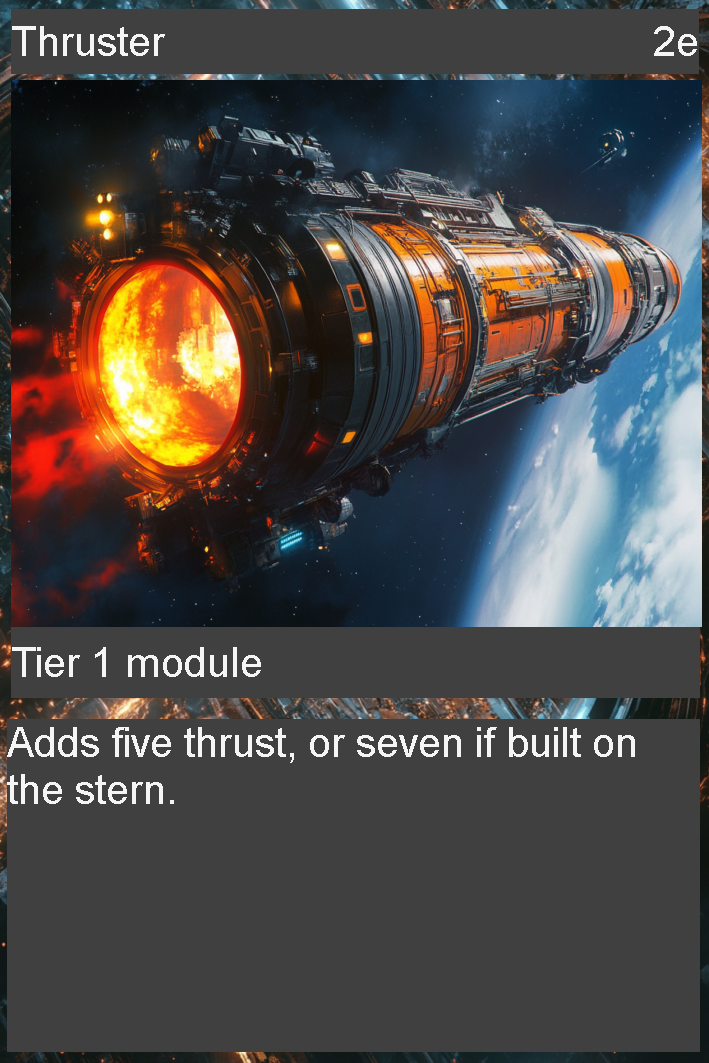 Thruster 2e
Tier 1 module
Adds five thrust, or seven if built on
the stern.